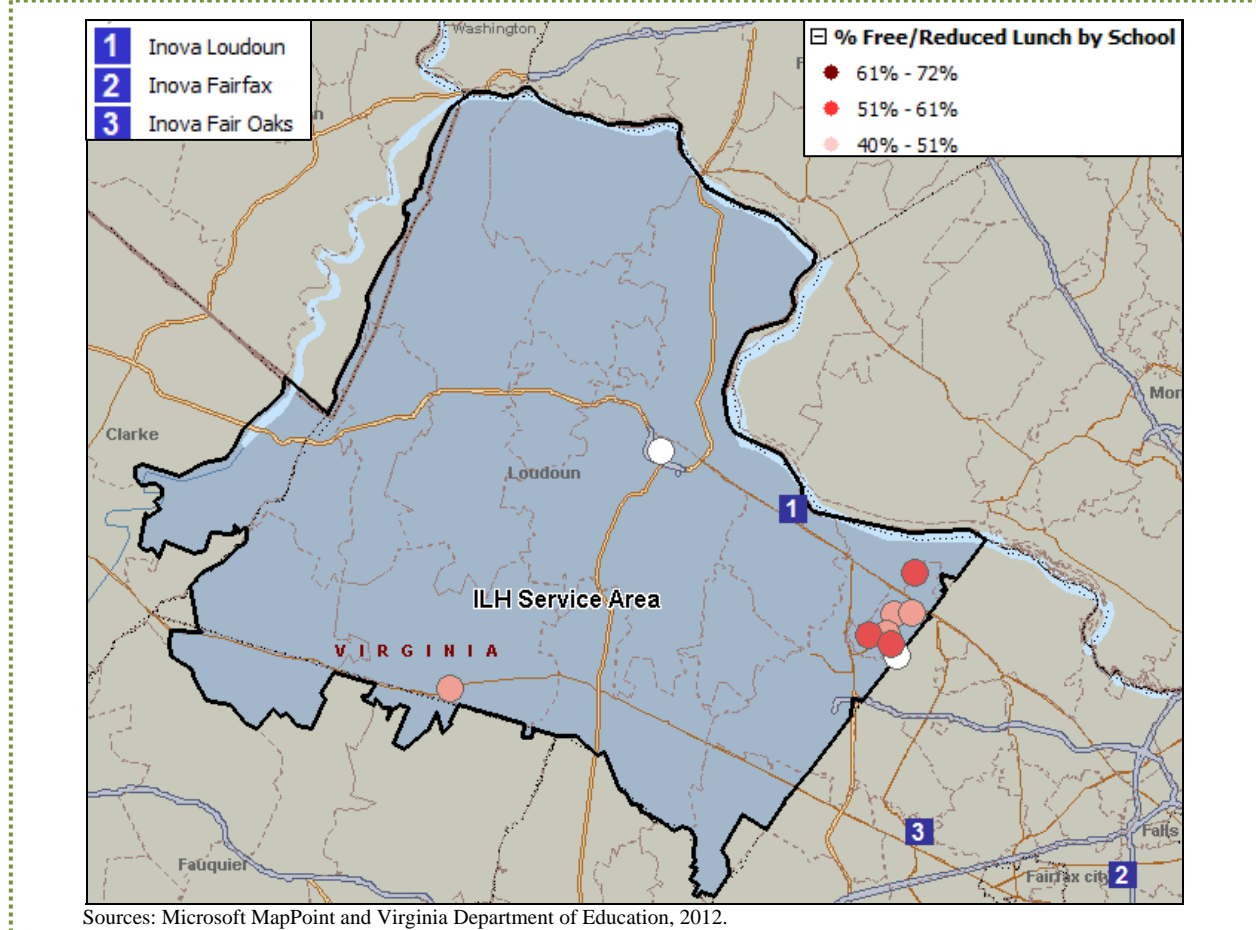 1 Inova Loudoun
2 Inova Fairfax
3 Inova Fair Oaks
Washington
% Free/Reduced Lunch by School
61% - 72%
51% - 61%
40% - 51%
Clarke
Mor
Loudoun
1
ILH Service Area
VIRGINIA
3
Falls
Fauquier
Fairfax city
2
Sources: Microsoft MapPoint and Virginia Department of Education, 2012.